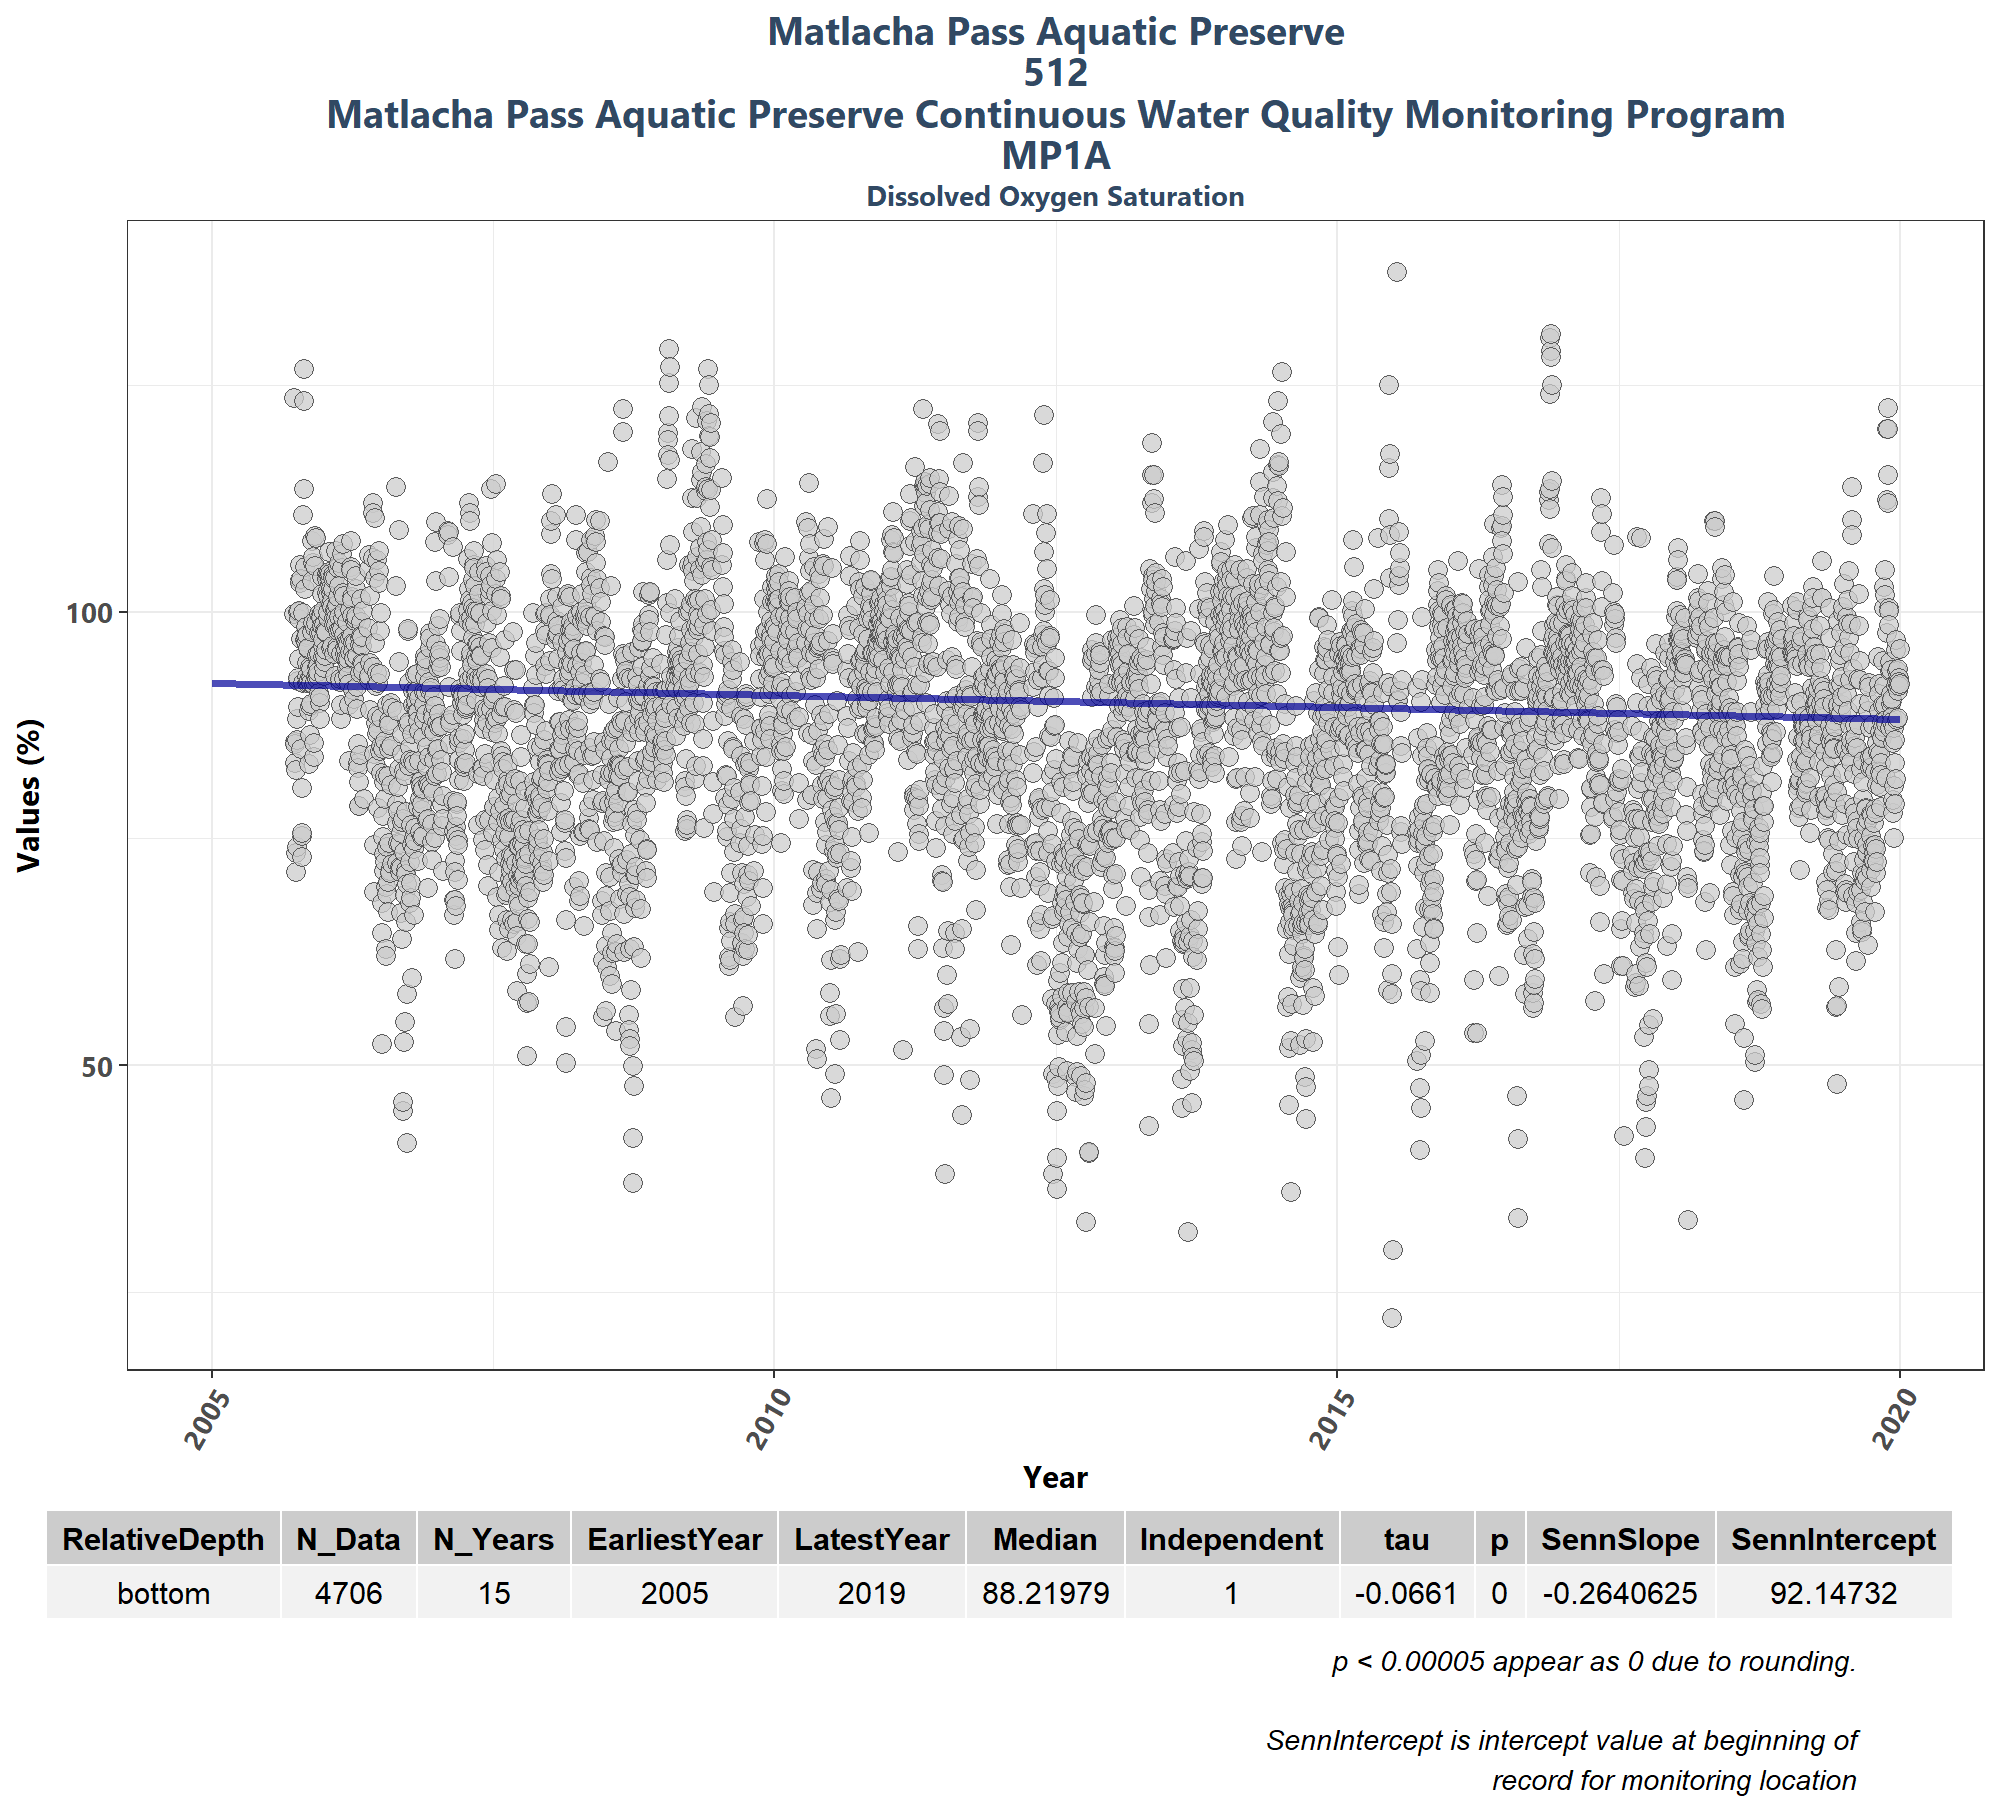 Matlacha Pass Aquatic Preserve
512
Matlacha Pass Aquatic Preserve Continuous Water Quality Monitoring Program
MP1A
Dissolved Oxygen Saturation
Values (%)
100
50
2005 2010 2015 2020
Year
RelativeDepth N_Data N_Years EarliestYear LatestYear Median Independent tau p SennSlope SennIntercept
bottom 4706 15 2005 2019 88.21979 1 -0.0661 0 -0.2640625 92.14732
p < 0.00005 appear as 0 due to rounding.
SennIntercept is intercept value at beginning of
record for monitoring location